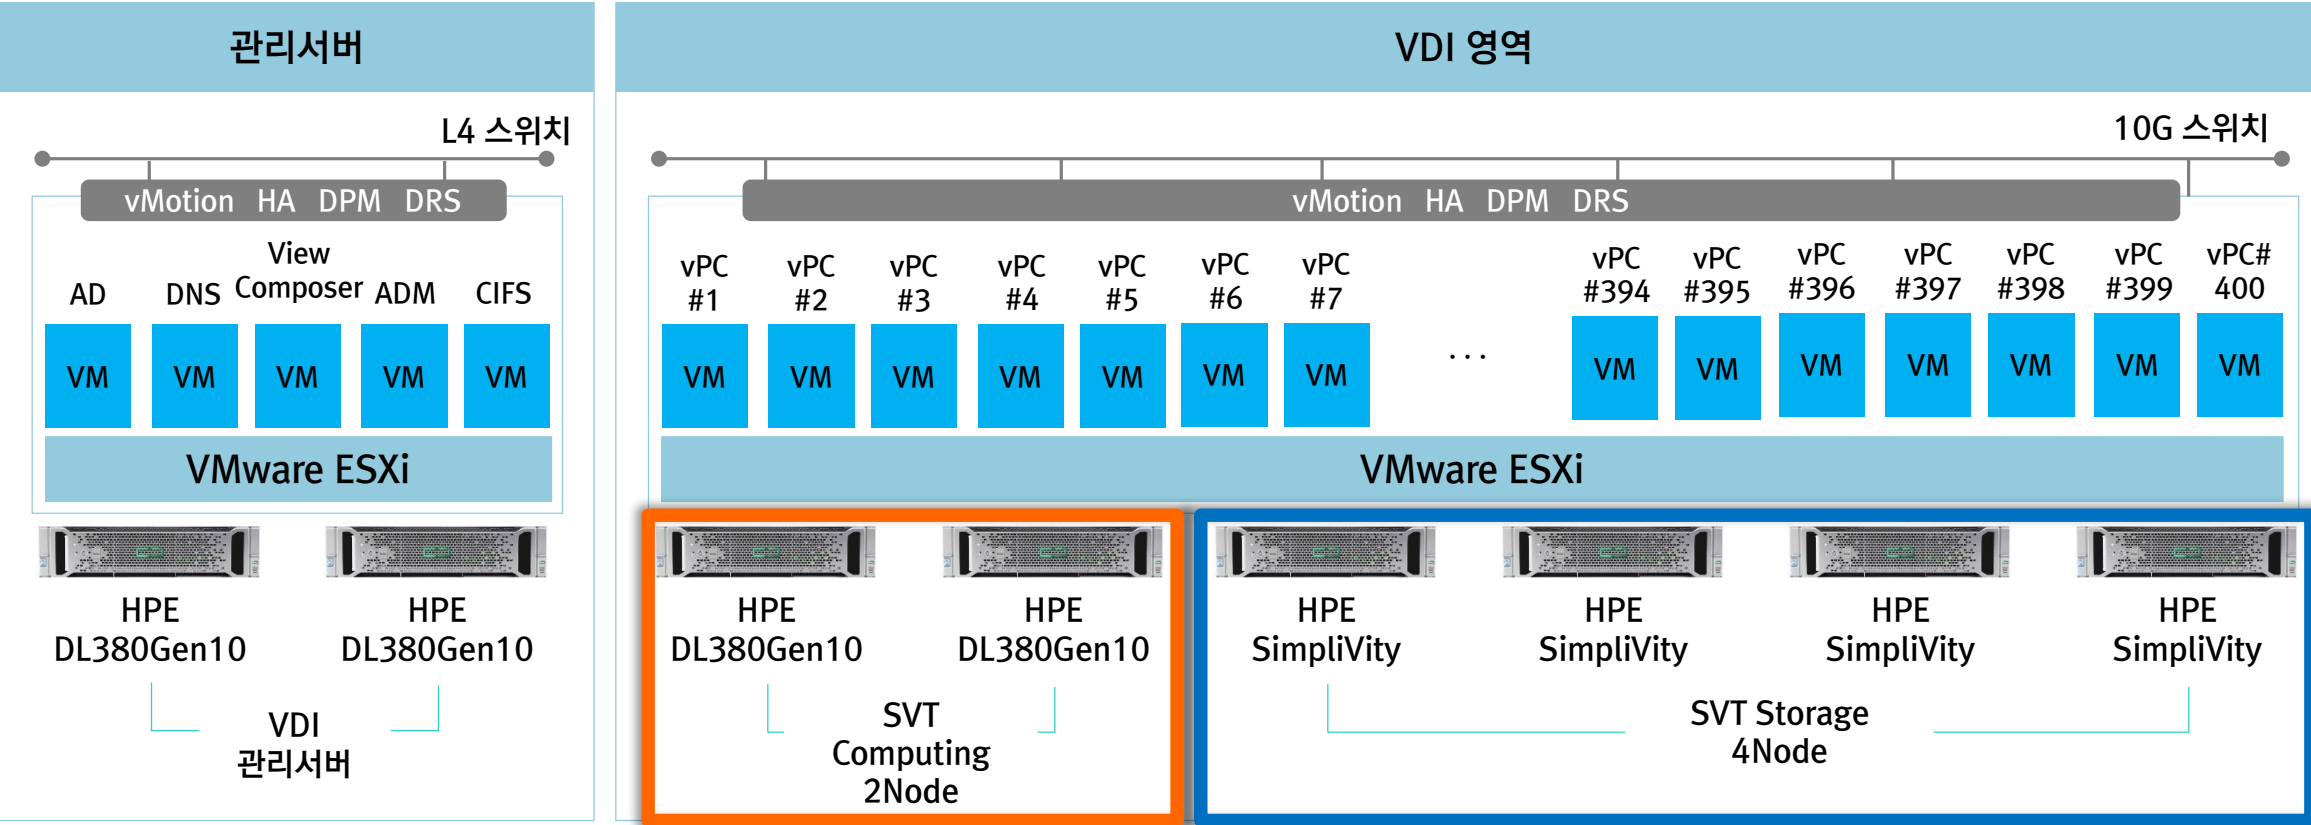 관리서버
L4 스위치
vMotion HA DPM DRS
AD
DNS
View
Composer
ADM
CIFS
VM VM VM VM VM
VMware ESXi
HPE
DL380Gen10
HPE
DL380Gen10
VDI
관리서버
VDI 영역
10G 스위치
vMotion HA DPM DRS
vPC
#1
vPC
#2
vPC
#3
vPC
#4
vPC
#5
vPC
#6
vPC
#7
...
vPC
#394
vPC
#395
vPC
#396
vPC
#397
vPC
#398
vPC
#399
vPC#
400
VM VM VM VM VM VM VM VM VM VM VM VM VM VM
VMware ESXi
HPE
DL380Gen10
HPE
DL380Gen10
SVT
Computing
2Node
HPE
SimpliVity
HPE
SimpliVity
HPE
SimpliVity
HPE
SimpliVity
SVT Storage
4Node